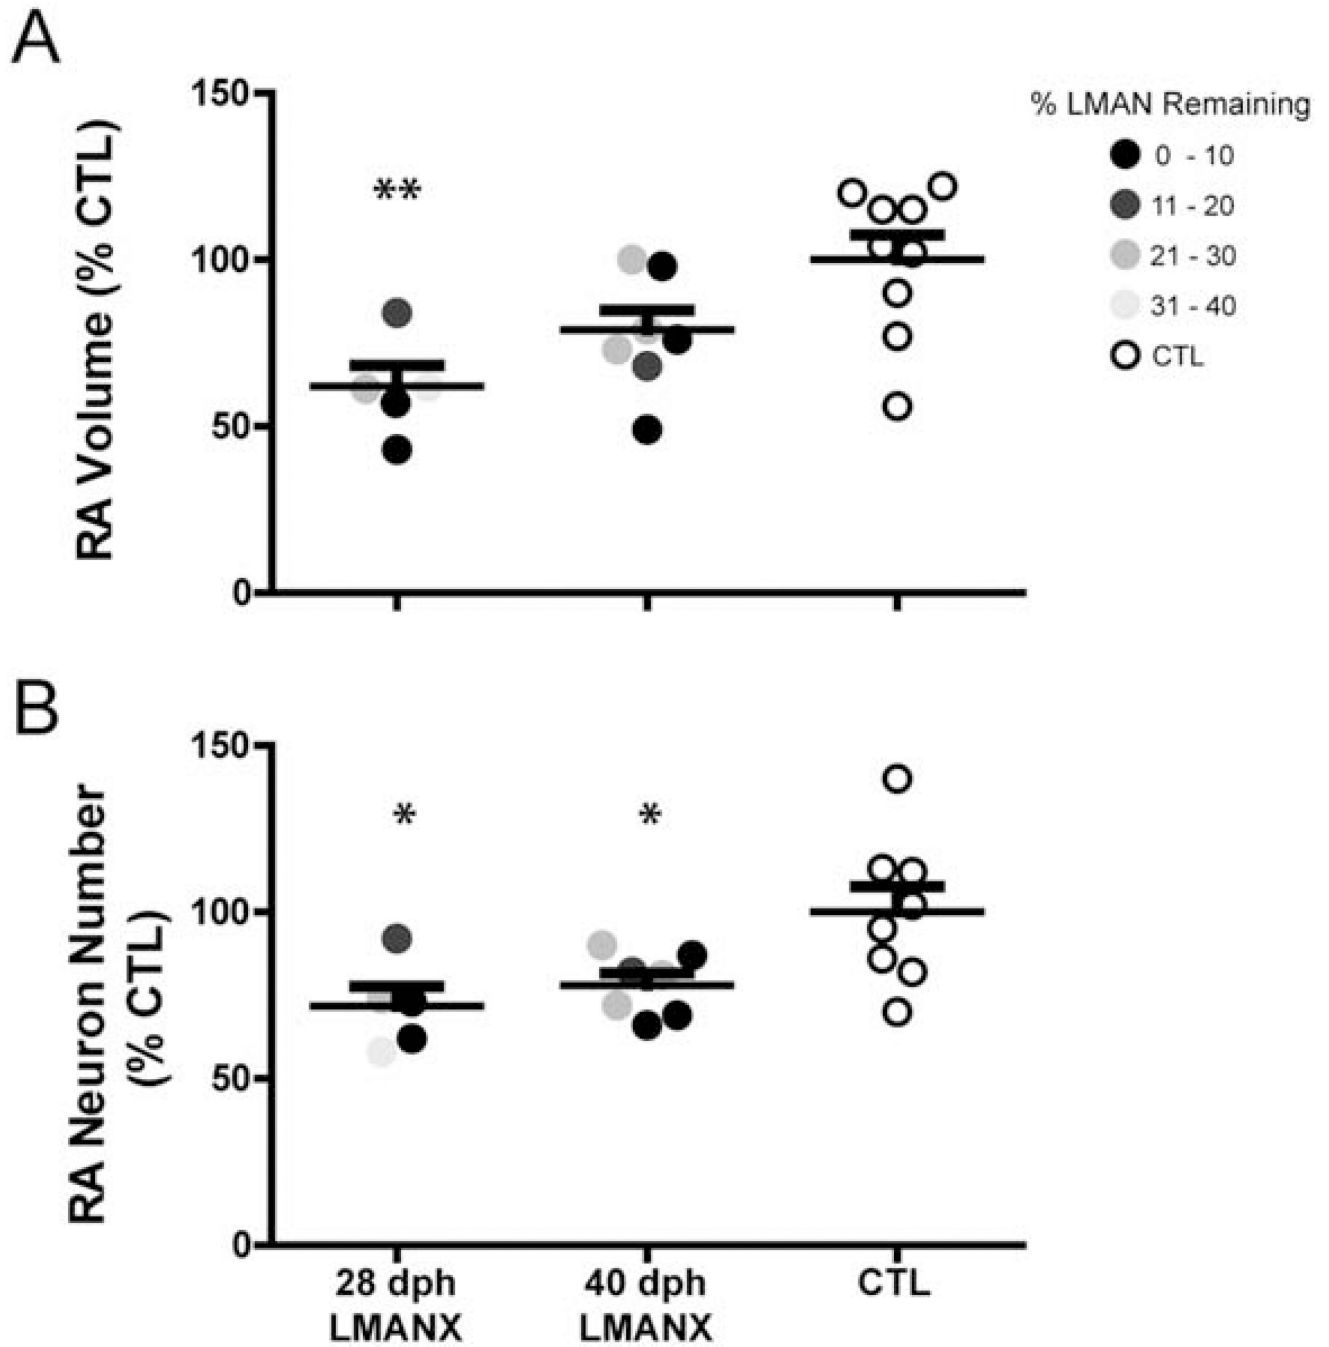 A
RA Volume (% CTL)
150
100
50
0
**
% LMAN Remaining
0 - 10
11 - 20
21 - 30
31 - 40
CTL
B
RA Neuron Number
(% CTL)
150
100
50
0
*
*
28 dph
LMANX
40 dph
LMANX
CTL